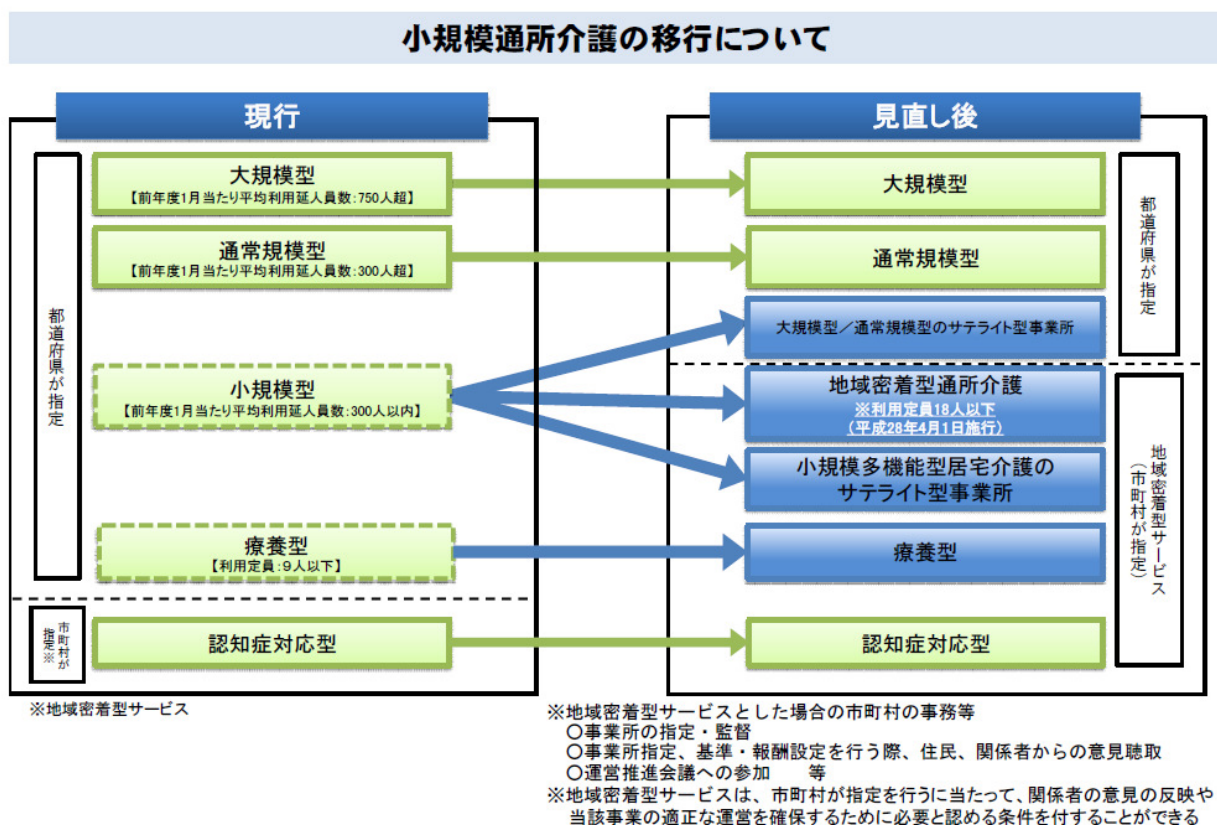 小規模通所介護の移行について
現行
都道府県が指定
大規模型
【前年度1月当たり平均利用延人員数:750人超】
通常規模型
【前年度1月当たり平均利用延人員数:300人超】
小規模型
【前年度1月当たり平均利用延人員数:300人以内】
療養型
【利用定員:9人以下】
市町村が
指定※
認知症対応型
※地域密着型サービス
見直し後
大規模型
通常規模型
大規模型／通常規模型のサテライト型事業所
都道府県が指定
地域密着型通所介護
※利用定員18人以下
（平成28年4月1日施行）
小規模多機能型居宅介護の
サテライト型事業所
療養型
認知症対応型
地域密着型サービス
（市町村が指定）
※地域密着型サービスとした場合の市町村の事務等
○事業所の指定・監督
○事業所指定、基準・報酬設定を行う際、住民、関係者からの意見聴取
○運営推進会議への参加　　等
※地域密着型サービスは、市町村が指定を行うに当たって、関係者の意見の反映や
当該事業の適正な運営を確保するために必要と認める条件を付することができる